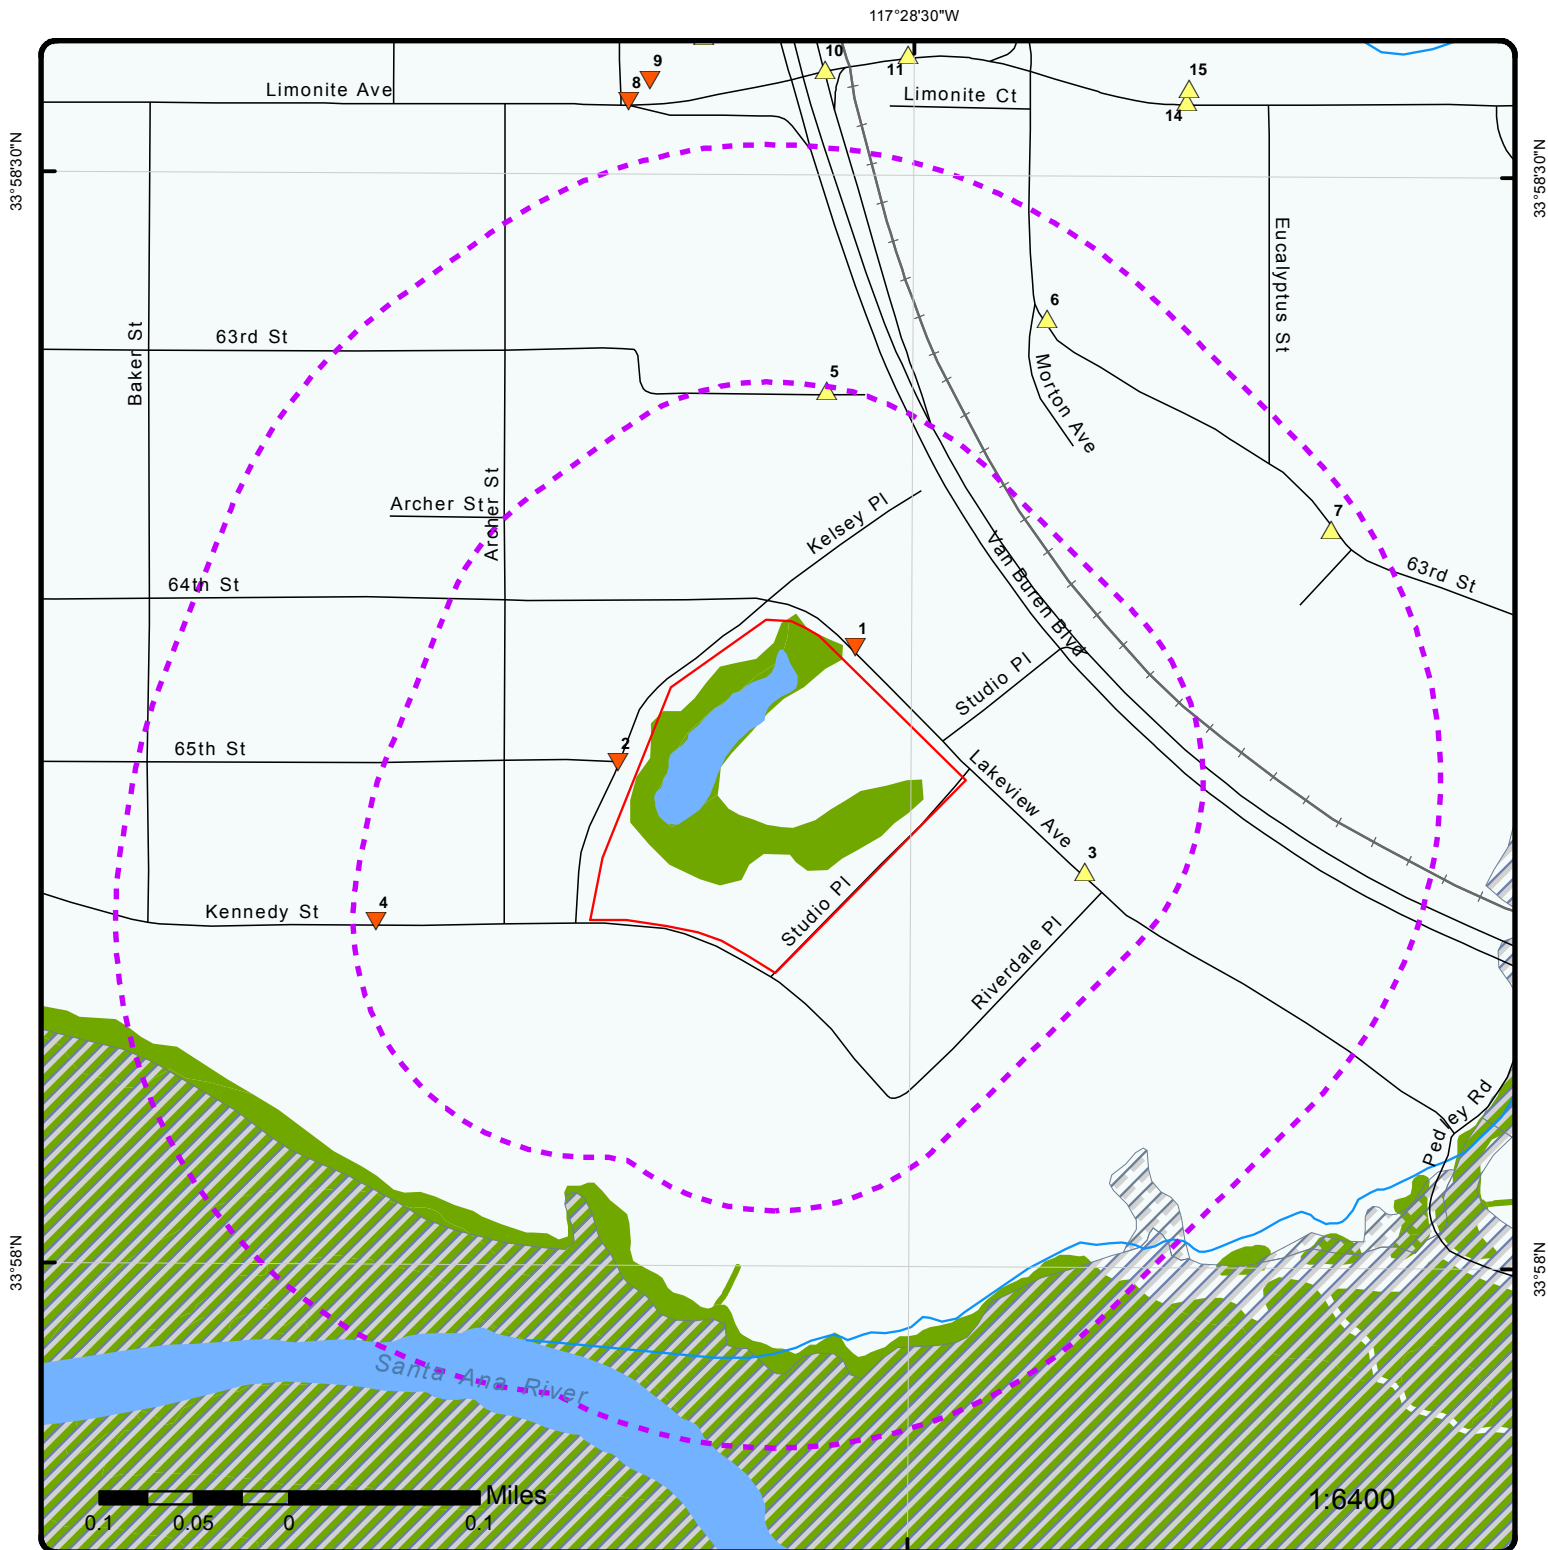 117°28'30"W
10
9
11
15
8
Limonite Ave
Limonite Ct
14
33°58'30"N
33°58'30"N
Eucalyptus St
6
63rd St
Baker St
Morton Ave
5
Archer St
Archer St
Kelsey Pl
7
Van Buren Blvd
63rd St
64th St
1
Studio Pl
65th St
2
Lakeview Ave
3
Kennedy St
4
Studio Pl
Riverdale Pl
Pedley Rd
33°58'N
33°58'N
Santa Ana River
Miles
1:6400
0.1
0.05
0
0.1